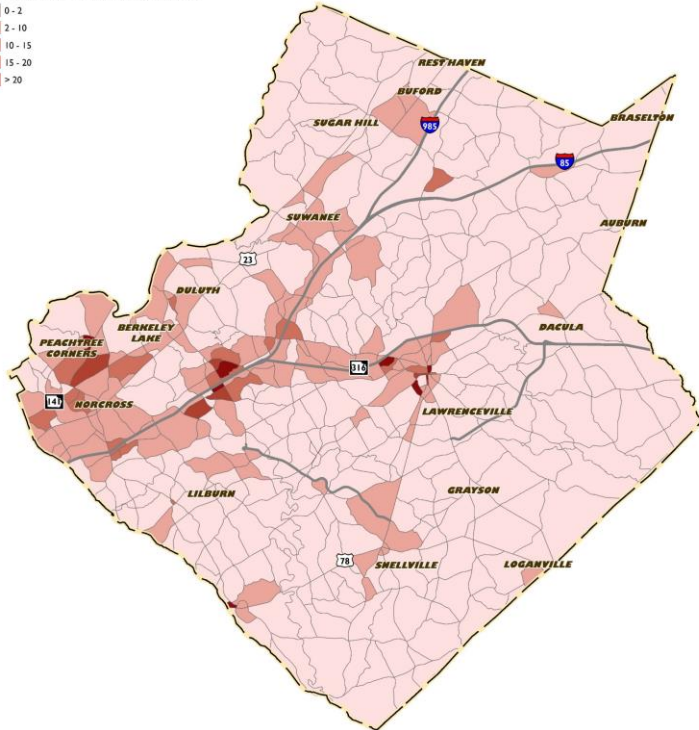 0 - 2
2 - 10
10 - 15
15 - 20
> 20
REST HAVEN
BUFORD
SUGAR HILL
985
BRASELTON
85
SUWANEE
AUBURN
23
DULUTH
BERKELEY
LAKE
DACULA
PEACHTREE
CORNERS
316
141
NORCROSS
LAWRENCEVILLE
LILBURN
GRAYSON
78
SNELLVILLE
LOGANVILLE